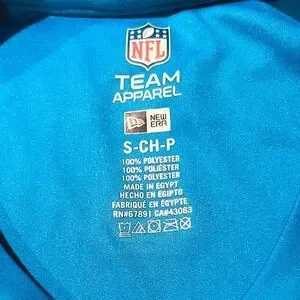 NFL
TEAM
APPAREL
NEW
ERA
S-CH-P
100% POLYESTER
100% POLIÉSTER
100% POLYESTER
MADE IN EGYPT
HECHO EN EGIPTO
FABRIQUÉ EN ÉGYPTE
RN#67891 CA#43063